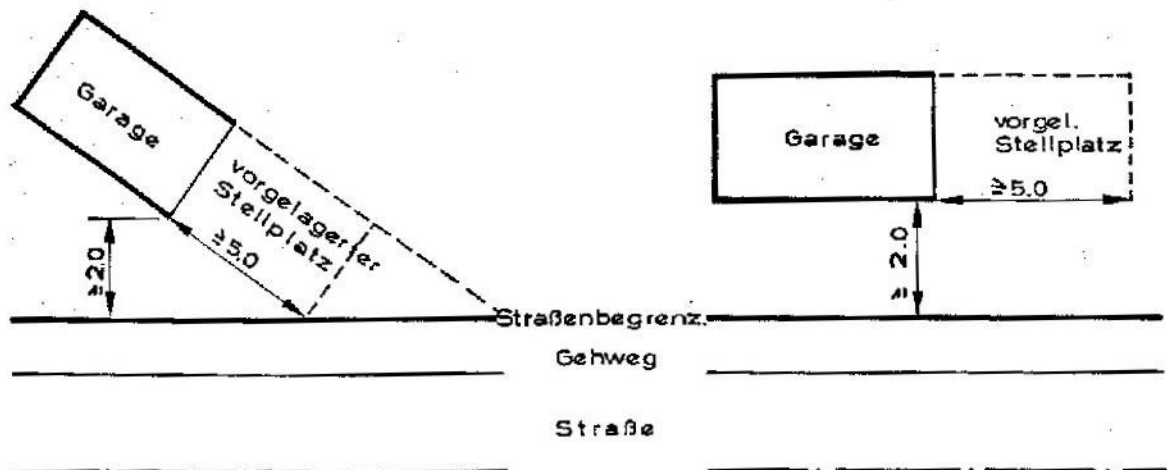 Garage
vorgelagerter
Stellplatz
≧5.0
≧2.0
Garage
vorgel.
Stellplatz
≧5.0
≧2.0
Straßenbegrenz.
Gehweg
Straße